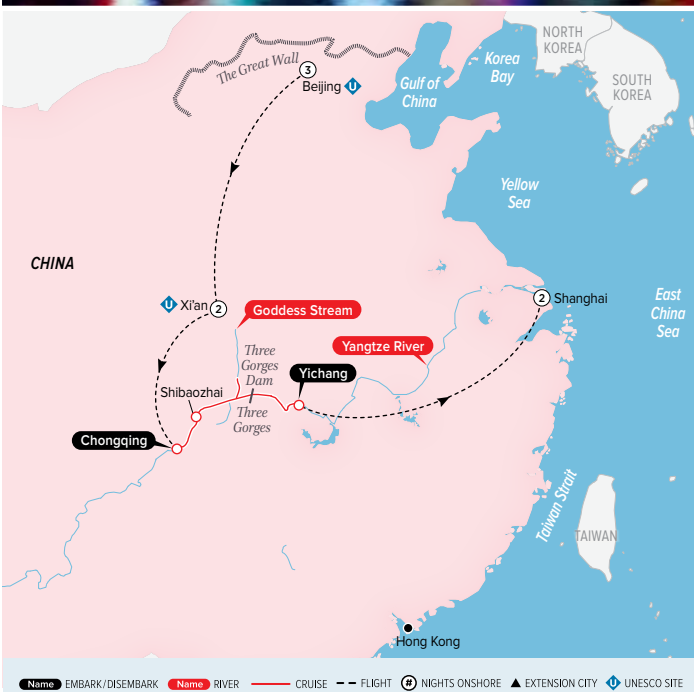 NORTH
KOREA
Korea
Bay
SOUTH
KOREA
The Great Wall
3
Beijing U
Gulf of
China
Yellow
Sea
CHINA
U Xi'an 2
Goddess Stream
2 Shanghai
East
China
Sea
Three
Gorges
Dam
Yangtze River
Yichang
Shibaozhai
Three
Gorges
Chongqing
Taiwan Strait
TAIWAN
Hong Kong
Name EMBARK/DISEMBARK Name RIVER CRUISE FLIGHT # NIGHTS ONSHORE EXTENSION CITY U UNESCO SITE